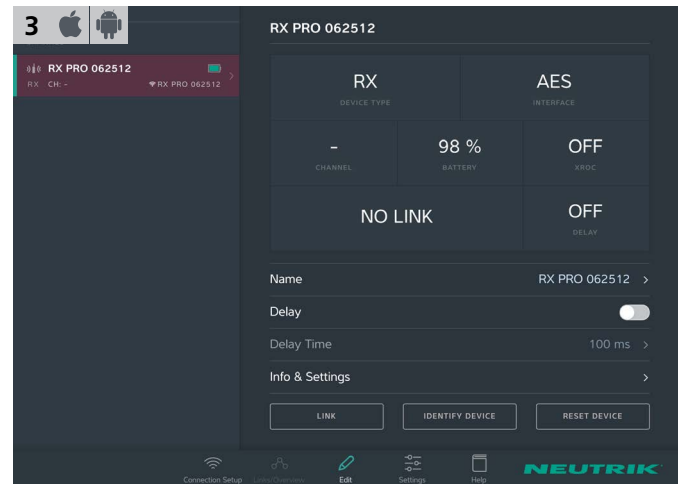 3
RX PRO 062512
RX PRO 062512
RX CH: - RX PRO 062512
RX
DEVICE TYPE
AES
INTERFACE
-
CHANNEL
98 %
BATTERY
OFF
XROC
NO LINK
OFF
DELAY
Name RX PRO 062512 >
Delay
Delay Time 100 ms >
Info & Settings >
LINK IDENTIFY DEVICE RESET DEVICE
Connection Setup Links/Overview Edit Settings Help NEUTRIK